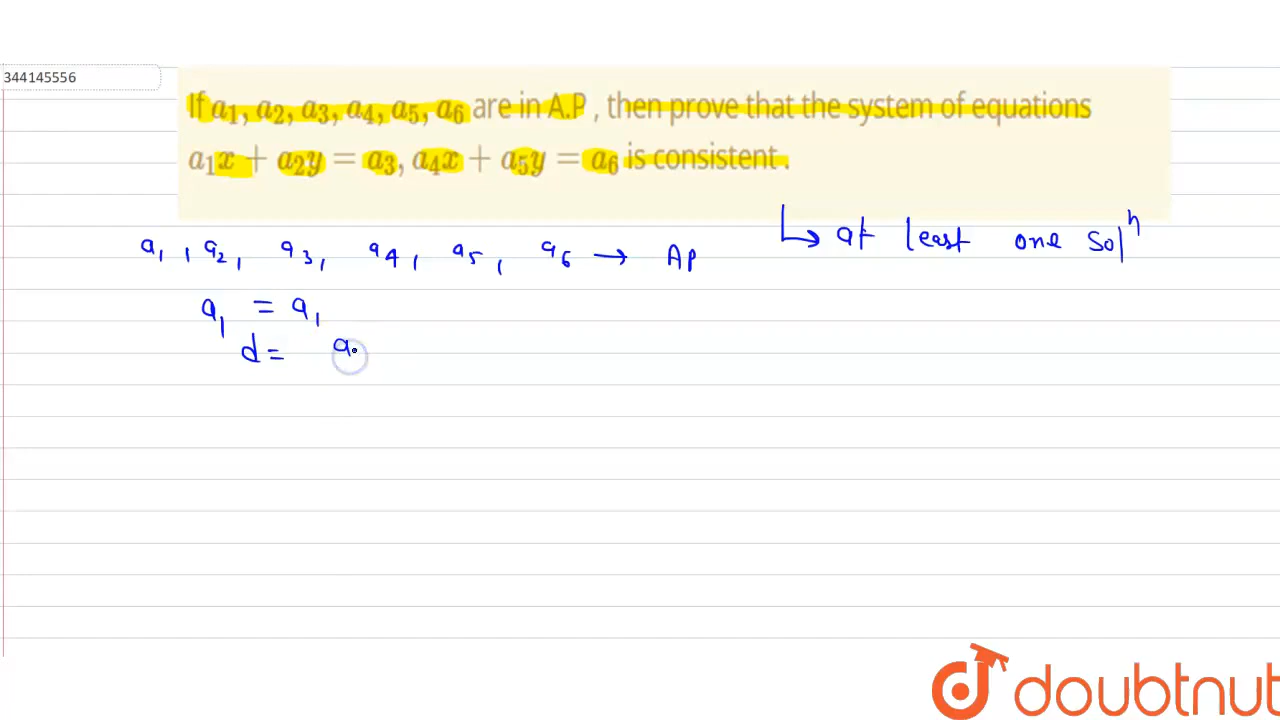 344145556
If a₁, a₂, a₃, a₄, a₅, a₆ are in A.P , then prove that the system of equations
a₁x + a₂y = a₃, a₄x + a₅y = a₆ is consistent .
↳ at least one solⁿ
a₁ , a₂, a₃, a₄, a₅, a₆ → AP
a₁ = a₁
d = a
doubtnut